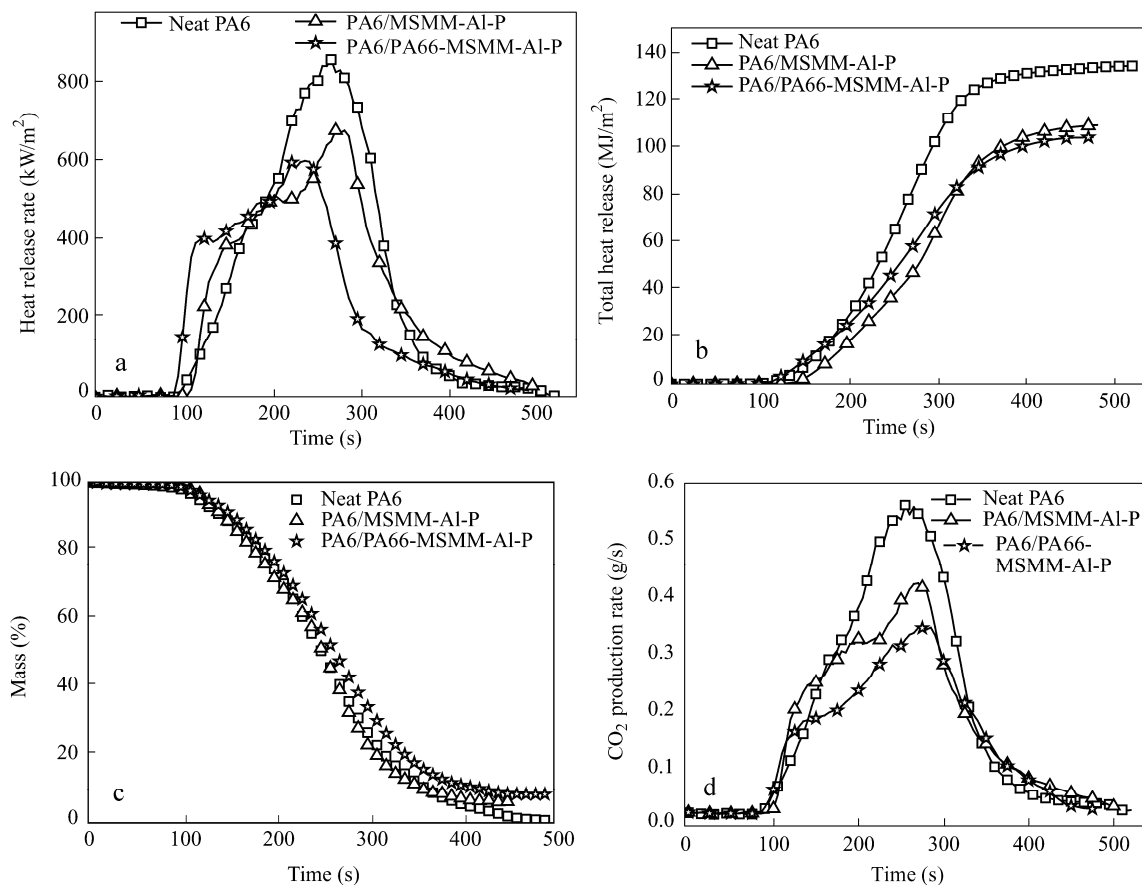 Neat PA6
PA6/MSMM-Al-P
PA6/PA66-MSMM-Al-P
800
600
400
200
0
Heat release rate (kW/m²)
a
0 100 200 300 400 500
Time (s)
Neat PA6
PA6/MSMM-Al-P
PA6/PA66-MSMM-Al-P
140
120
100
80
60
40
20
0
Total heat release (MJ/m²)
b
0 100 200 300 400 500
Time (s)
Neat PA6
PA6/MSMM-Al-P
PA6/PA66-MSMM-Al-P
100
80
60
40
20
0
Mass (%)
c
0 100 200 300 400 500
Time (s)
Neat PA6
PA6/MSMM-Al-P
PA6/PA66-
MSMM-Al-P
0.6
0.5
0.4
0.3
0.2
0.1
0.0
CO₂ production rate (g/s)
d
0 100 200 300 400 500
Time (s)